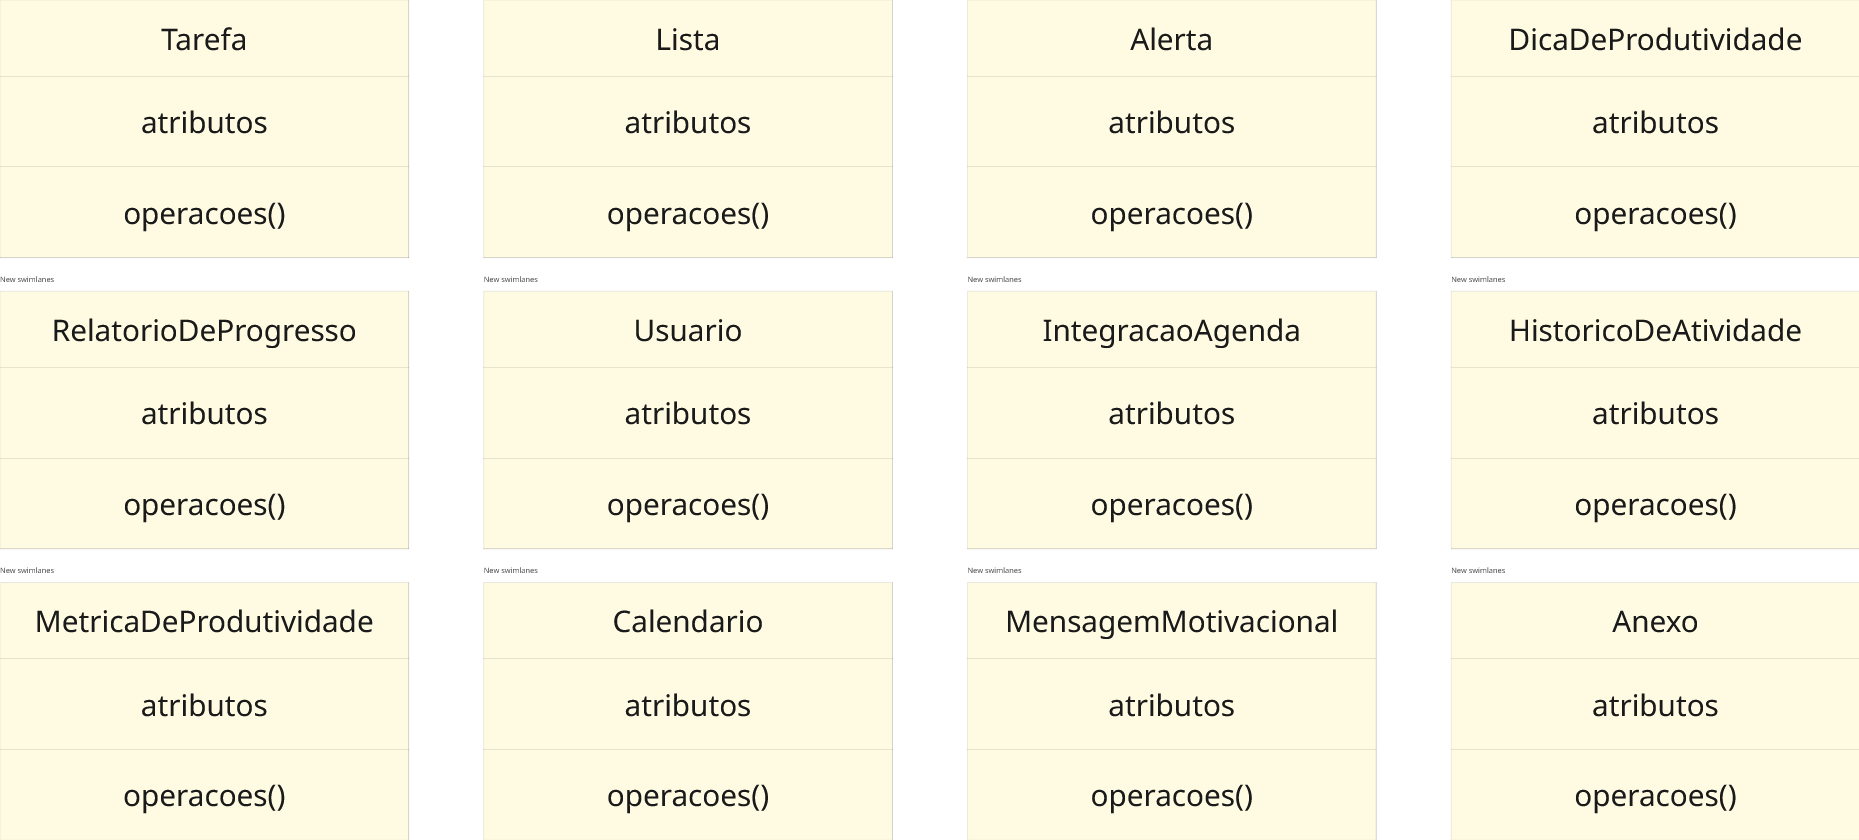 Tarefa
atributos
operacoes()
Lista
atributos
operacoes()
Alerta
atributos
operacoes()
DicaDeProdutividade
atributos
operacoes()
New swimlanes
RelatorioDeProgresso
atributos
operacoes()
New swimlanes
Usuario
atributos
operacoes()
New swimlanes
IntegracaoAgenda
atributos
operacoes()
New swimlanes
HistoricoDeAtividade
atributos
operacoes()
New swimlanes
MetricaDeProdutividade
atributos
operacoes()
New swimlanes
Calendario
atributos
operacoes()
New swimlanes
MensagemMotivacional
atributos
operacoes()
New swimlanes
Anexo
atributos
operacoes()